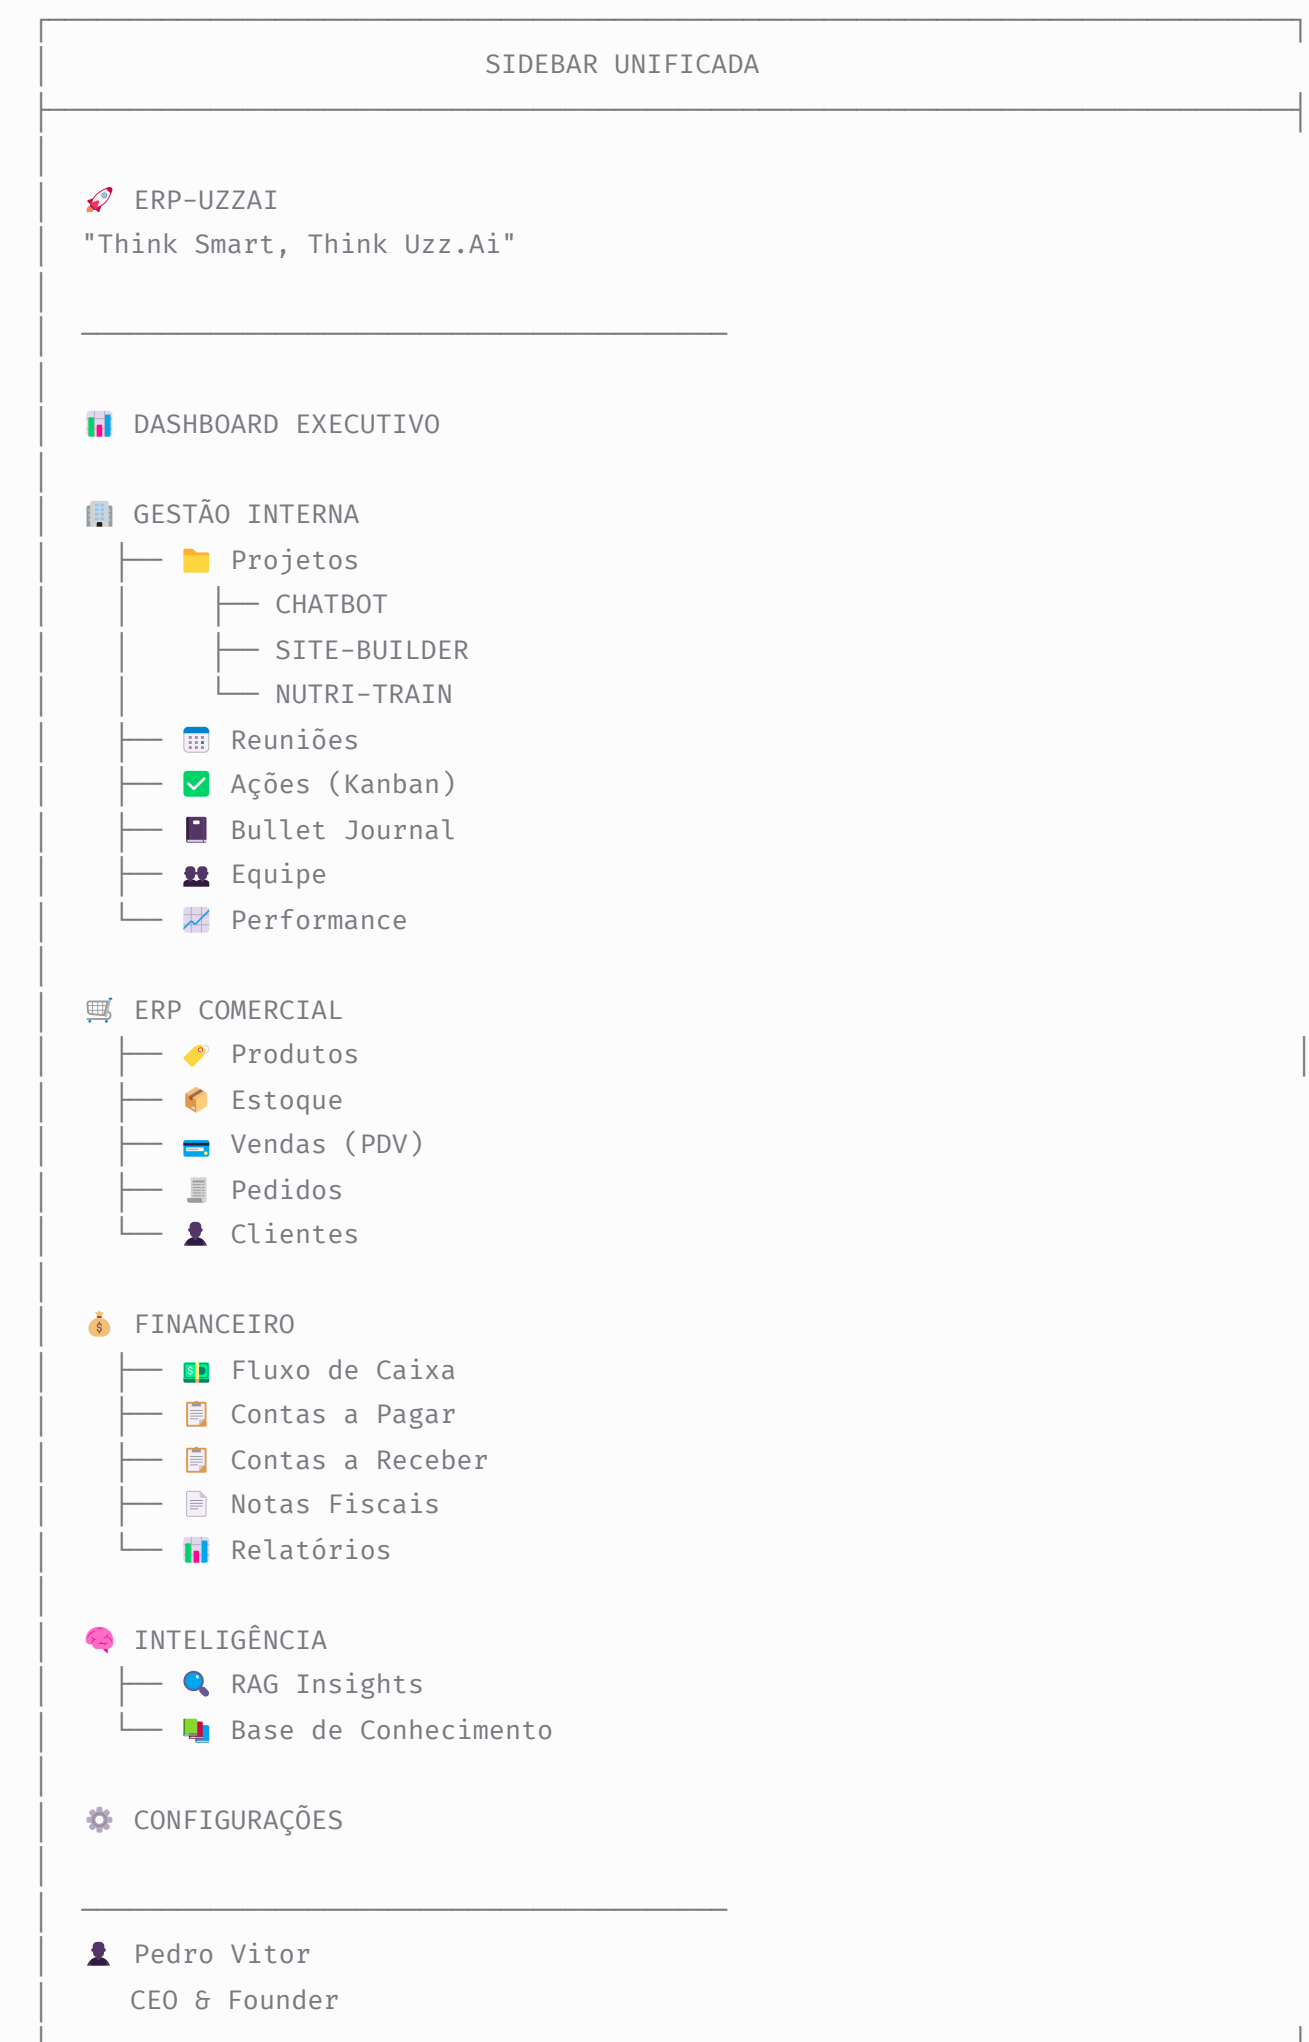 SIDEBAR UNIFICADA
🚀 ERP-UZZAI
"Think Smart, Think Uzz.Ai"
📊 DASHBOARD EXECUTIVO
🏢 GESTÃO INTERNA
├── 📁 Projetos
│ ├── CHATBOT
│ ├── SITE-BUILDER
│ └── NUTRI-TRAIN
├── 📅 Reuniões
├── ✅ Ações (Kanban)
├── 📓 Bullet Journal
├── 👥 Equipe
└── 📈 Performance
🛒 ERP COMERCIAL
├── 🏷️ Produtos
├── 📦 Estoque
├── 💳 Vendas (PDV)
├── 🧾 Pedidos
└── 👤 Clientes
💰 FINANCEIRO
├── 💵 Fluxo de Caixa
├── 📋 Contas a Pagar
├── 📋 Contas a Receber
├── 📄 Notas Fiscais
└── 📊 Relatórios
🧠 INTELIGÊNCIA
├── 🔍 RAG Insights
└── 📚 Base de Conhecimento
⚙️ CONFIGURAÇÕES
👤 Pedro Vitor
CEO & Founder